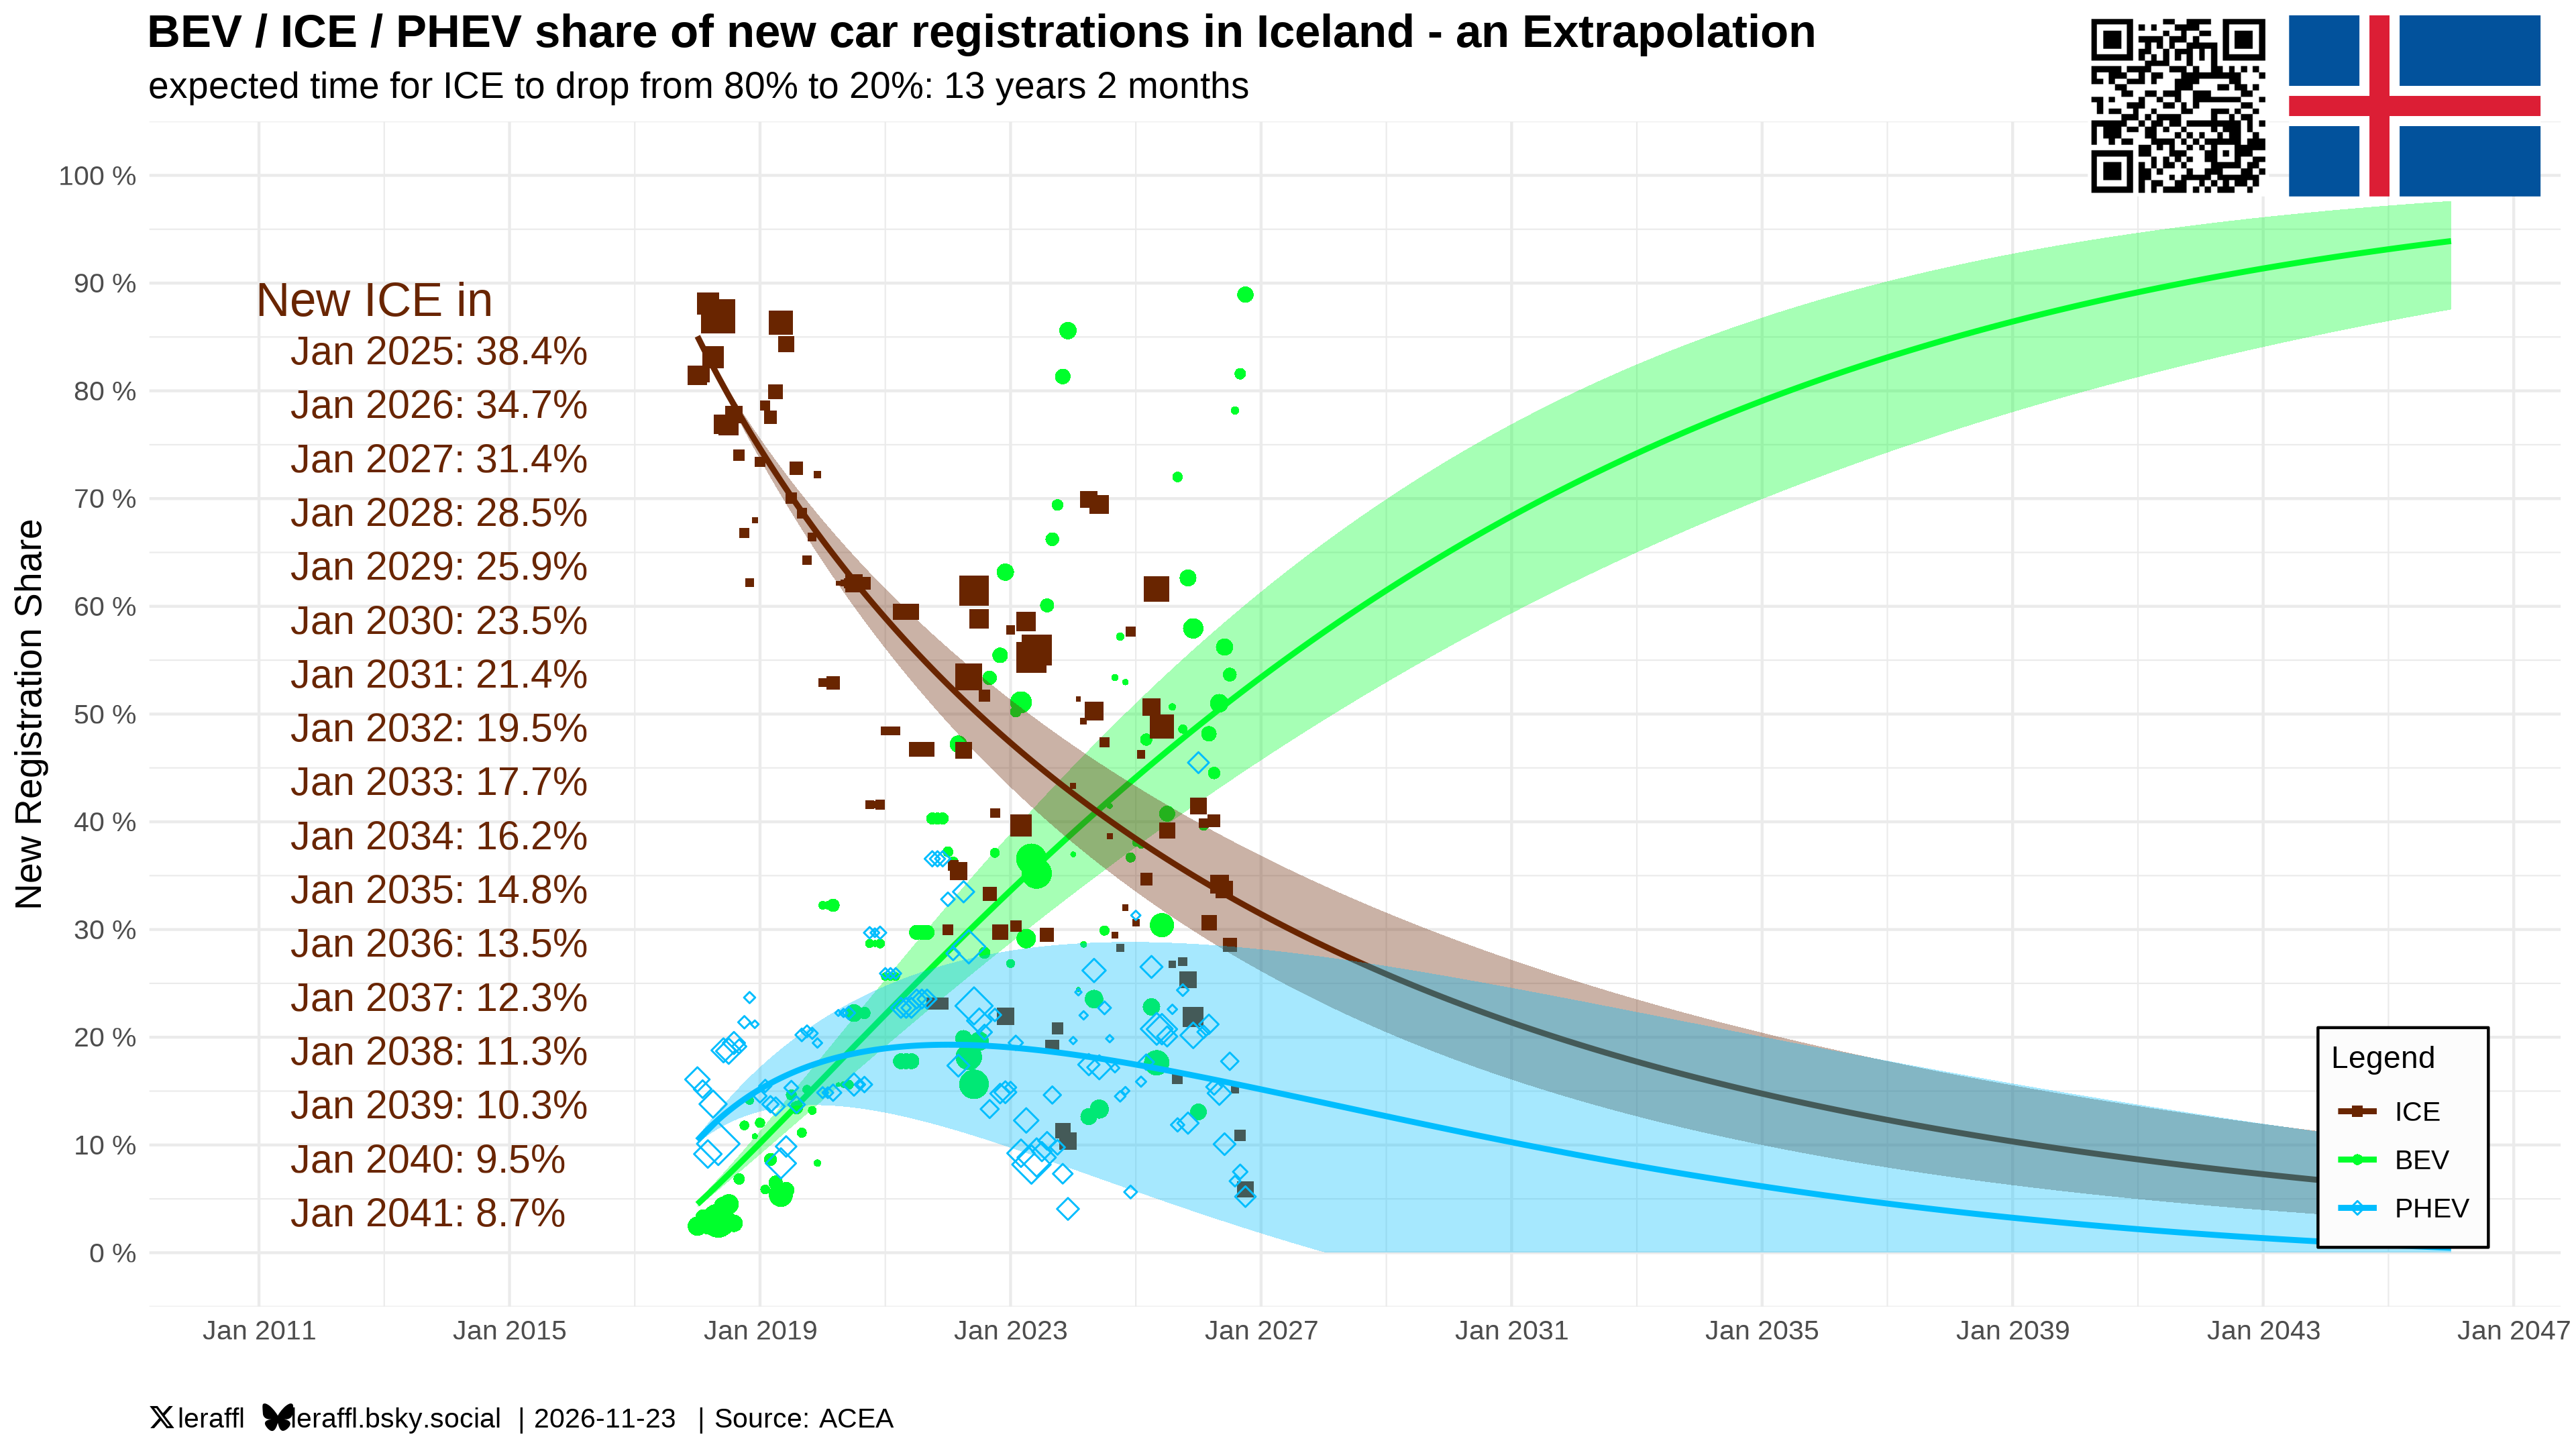 BEV / ICE / PHEV share of new car registrations in Iceland - an Extrapolation
expected time for ICE to drop from 80% to 20%: 13 years 2 months
New Registration Share
100 %
90 %
80 %
70 %
60 %
50 %
40 %
30 %
20 %
10 %
0 %
New ICE in
Jan 2025: 38.4%
Jan 2026: 34.7%
Jan 2027: 31.4%
Jan 2028: 28.5%
Jan 2029: 25.9%
Jan 2030: 23.5%
Jan 2031: 21.4%
Jan 2032: 19.5%
Jan 2033: 17.7%
Jan 2034: 16.2%
Jan 2035: 14.8%
Jan 2036: 13.5%
Jan 2037: 12.3%
Jan 2038: 11.3%
Jan 2039: 10.3%
Jan 2040: 9.5%
Jan 2041: 8.7%
Legend
ICE
BEV
PHEV
Jan 2011 Jan 2015 Jan 2019 Jan 2023 Jan 2027 Jan 2031 Jan 2035 Jan 2039 Jan 2043 Jan 2047
leraffl leraffl.bsky.social | 2026-11-23 | Source: ACEA